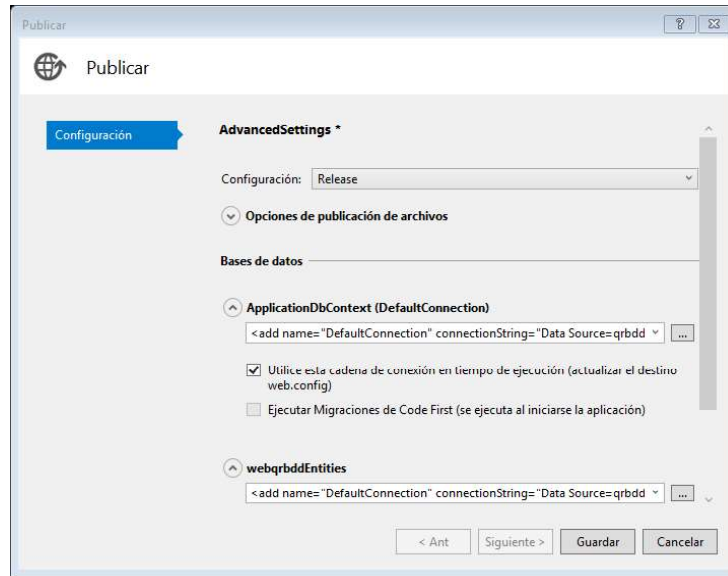 Publicar
Publicar
Configuración
AdvancedSettings *
Configuración: Release
Opciones de publicación de archivos
Bases de datos
ApplicationDbContext (DefaultConnection)
<add name="DefaultConnection" connectionString="Data Source=qrbdd
...
Utilice esta cadena de conexión en tiempo de ejecución (actualizar el destino
web.config)
Ejecutar Migraciones de Code First (se ejecuta al iniciarse la aplicación)
webqrbddEntities
<add name="DefaultConnection" connectionString="Data Source=qrbdd
...
< Ant Siguiente > Guardar Cancelar